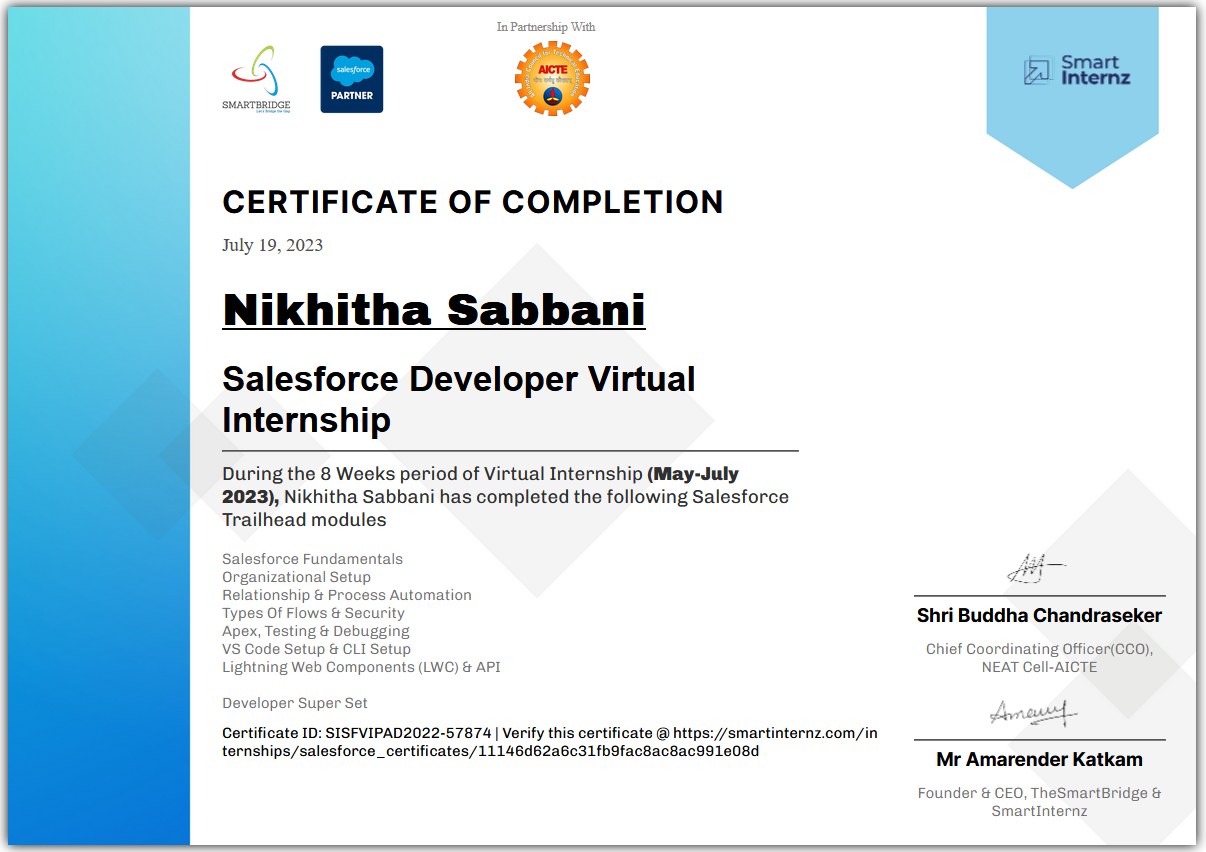 In Partnership With
SMARTBRIDGE
Let's Bridge the Gap
salesforce
PARTNER
AICTE
Smart
Internz
CERTIFICATE OF COMPLETION
July 19, 2023
Nikhitha Sabbani
Salesforce Developer Virtual
Internship
During the 8 Weeks period of Virtual Internship (May-July
2023), Nikhitha Sabbani has completed the following Salesforce
Trailhead modules
Salesforce Fundamentals
Organizational Setup
Relationship & Process Automation
Types Of Flows & Security
Apex, Testing & Debugging
VS Code Setup & CLI Setup
Lightning Web Components (LWC) & API
Developer Super Set
Certificate ID: SISFVIPAD2022-57874 | Verify this certificate @ https://smartinternz.com/in
ternships/salesforce_certificates/11146d62a6c31fb9fac8ac8ac991e08d
Shri Buddha Chandraseker
Chief Coordinating Officer(CCO),
NEAT Cell-AICTE
Mr Amarender Katkam
Founder & CEO, TheSmartBridge &
SmartInternz